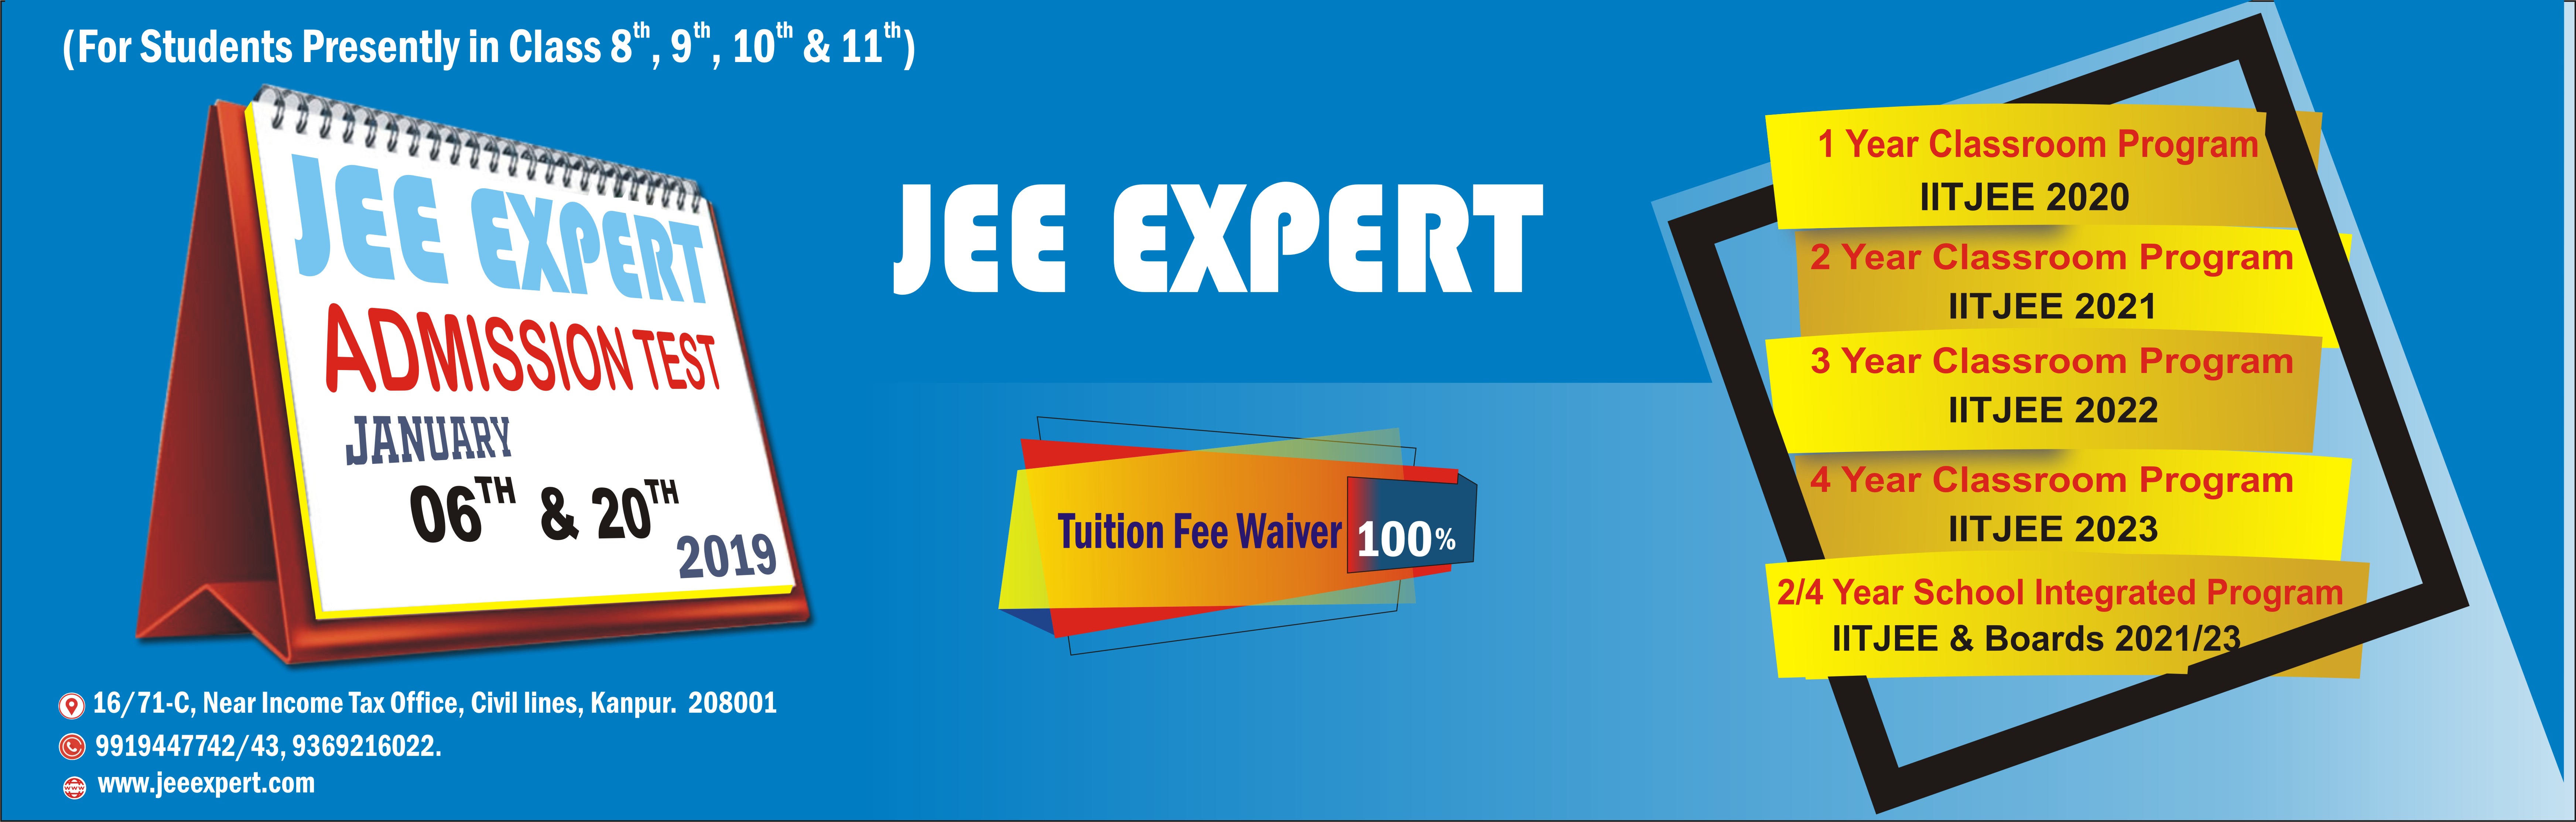 (For Students Presently in Class 8th, 9th, 10th & 11th)
JEE EXPERT
ADMISSION TEST
JANUARY
06TH & 20TH
2019
16/71-C, Near Income Tax Office, Civil lines, Kanpur. 208001
9919447742/43, 9369216022.
www.jeeexpert.com
JEE EXPERT
Tuition Fee Waiver 100%
1 Year Classroom Program
IITJEE 2020
2 Year Classroom Program
IITJEE 2021
3 Year Classroom Program
IITJEE 2022
4 Year Classroom Program
IITJEE 2023
2/4 Year School Integrated Program
IITJEE & Boards 2021/23